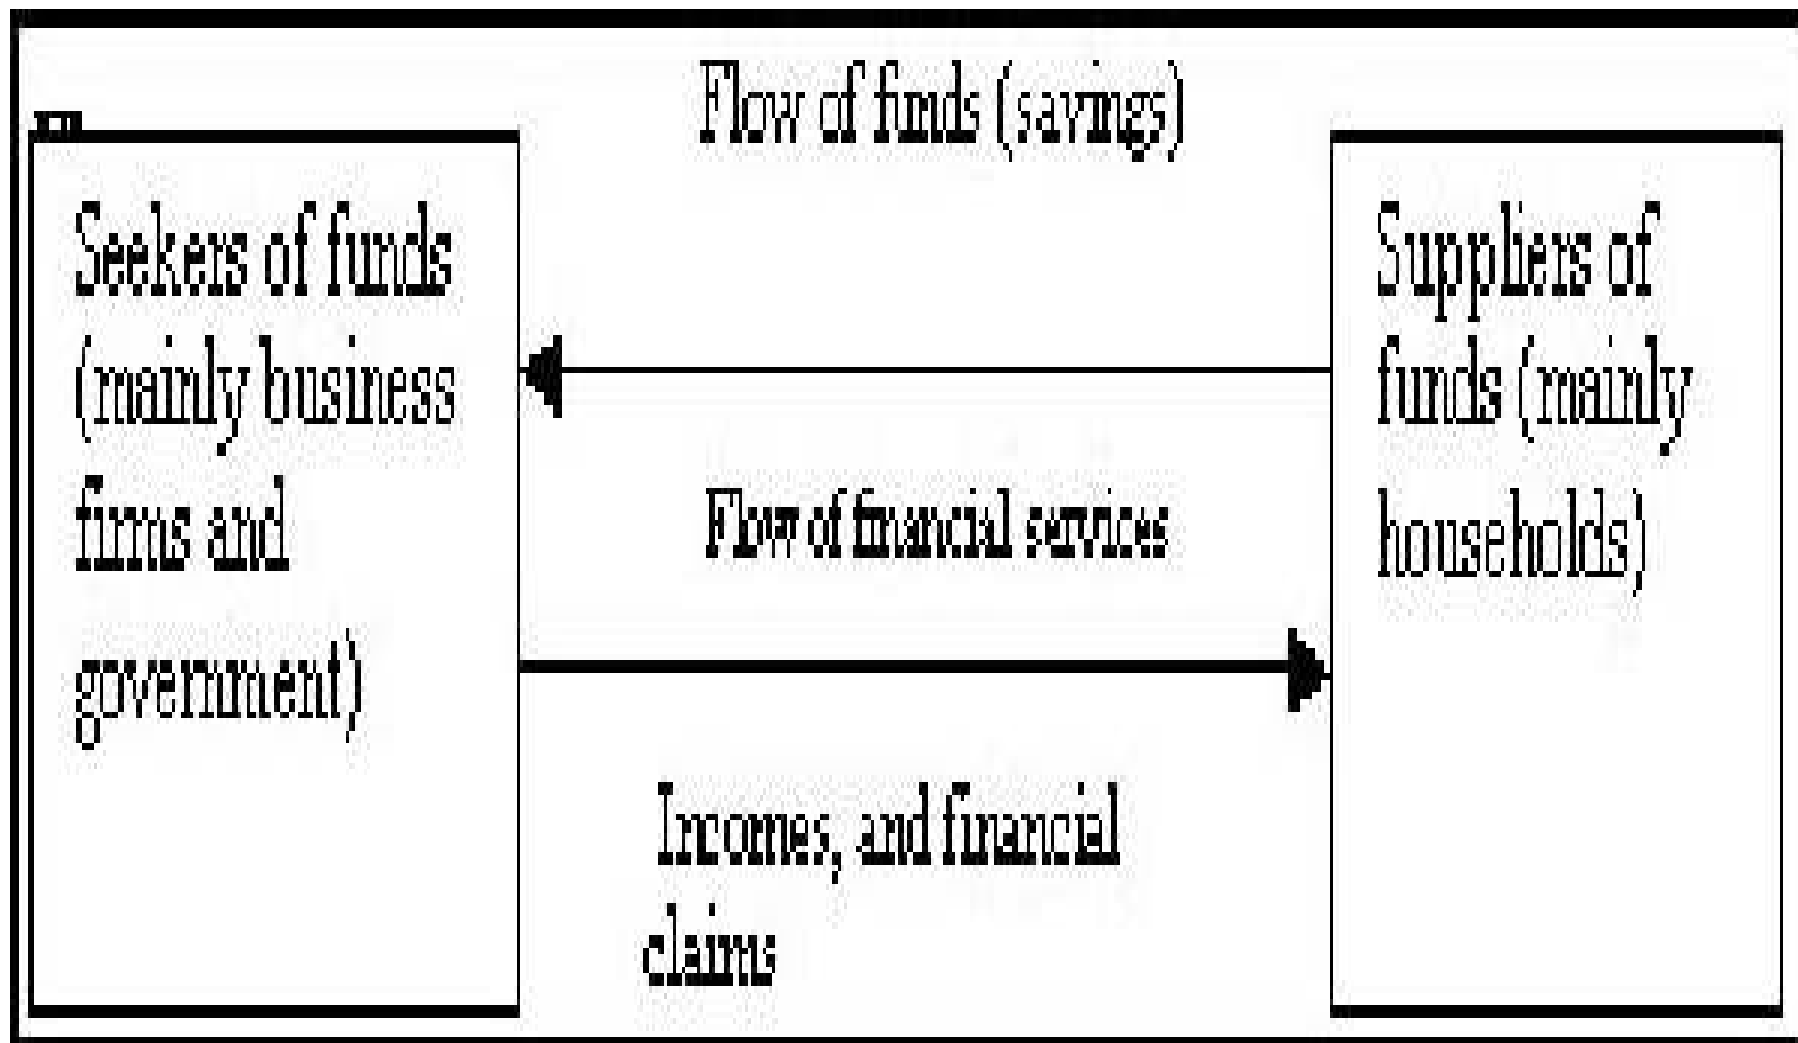 Flow of funds (savings)
Seekers of funds
(mainly business
firms and
government)
Suppliers of
funds (mainly
households)
Flow of financial services
Incomes, and financial
claims